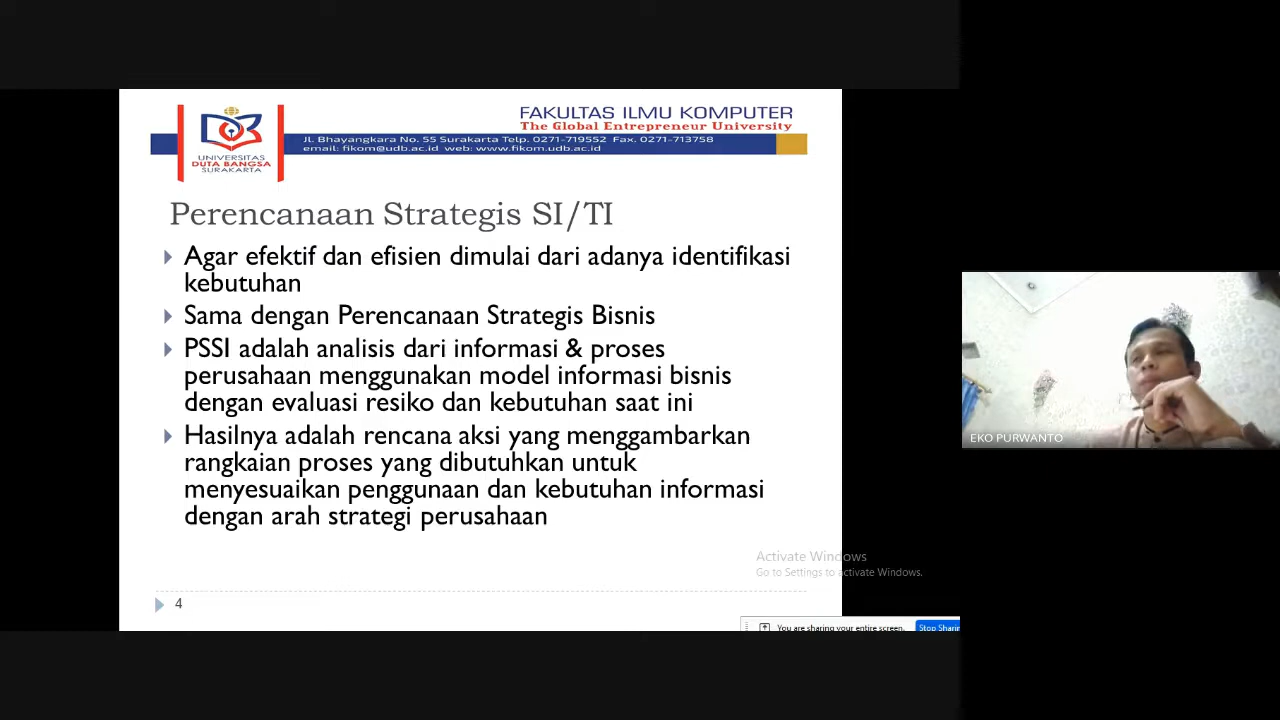 FAKULTAS ILMU KOMPUTER
The Global Entrepreneur University
Jl. Bhayangkara No. 55 Surakarta Telp. 0271-719552 Fax. 0271-713758
email: fikom@udb.ac.id web: www.fikom.udb.ac.id
UNIVERSITAS
DUTA BANGSA
SURAKARTA
Perencanaan Strategis SI/TI
Agar efektif dan efisien dimulai dari adanya identifikasi
kebutuhan
Sama dengan Perencanaan Strategis Bisnis
PSSI adalah analisis dari informasi & proses
perusahaan menggunakan model informasi bisnis
dengan evaluasi resiko dan kebutuhan saat ini
Hasilnya adalah rencana aksi yang menggambarkan
rangkaian proses yang dibutuhkan untuk
menyesuaikan penggunaan dan kebutuhan informasi
dengan arah strategi perusahaan
4
Activate Windows
Go to Settings to activate Windows.
You are sharing your entire screen.
Stop Sharin
EKO PURWANTO